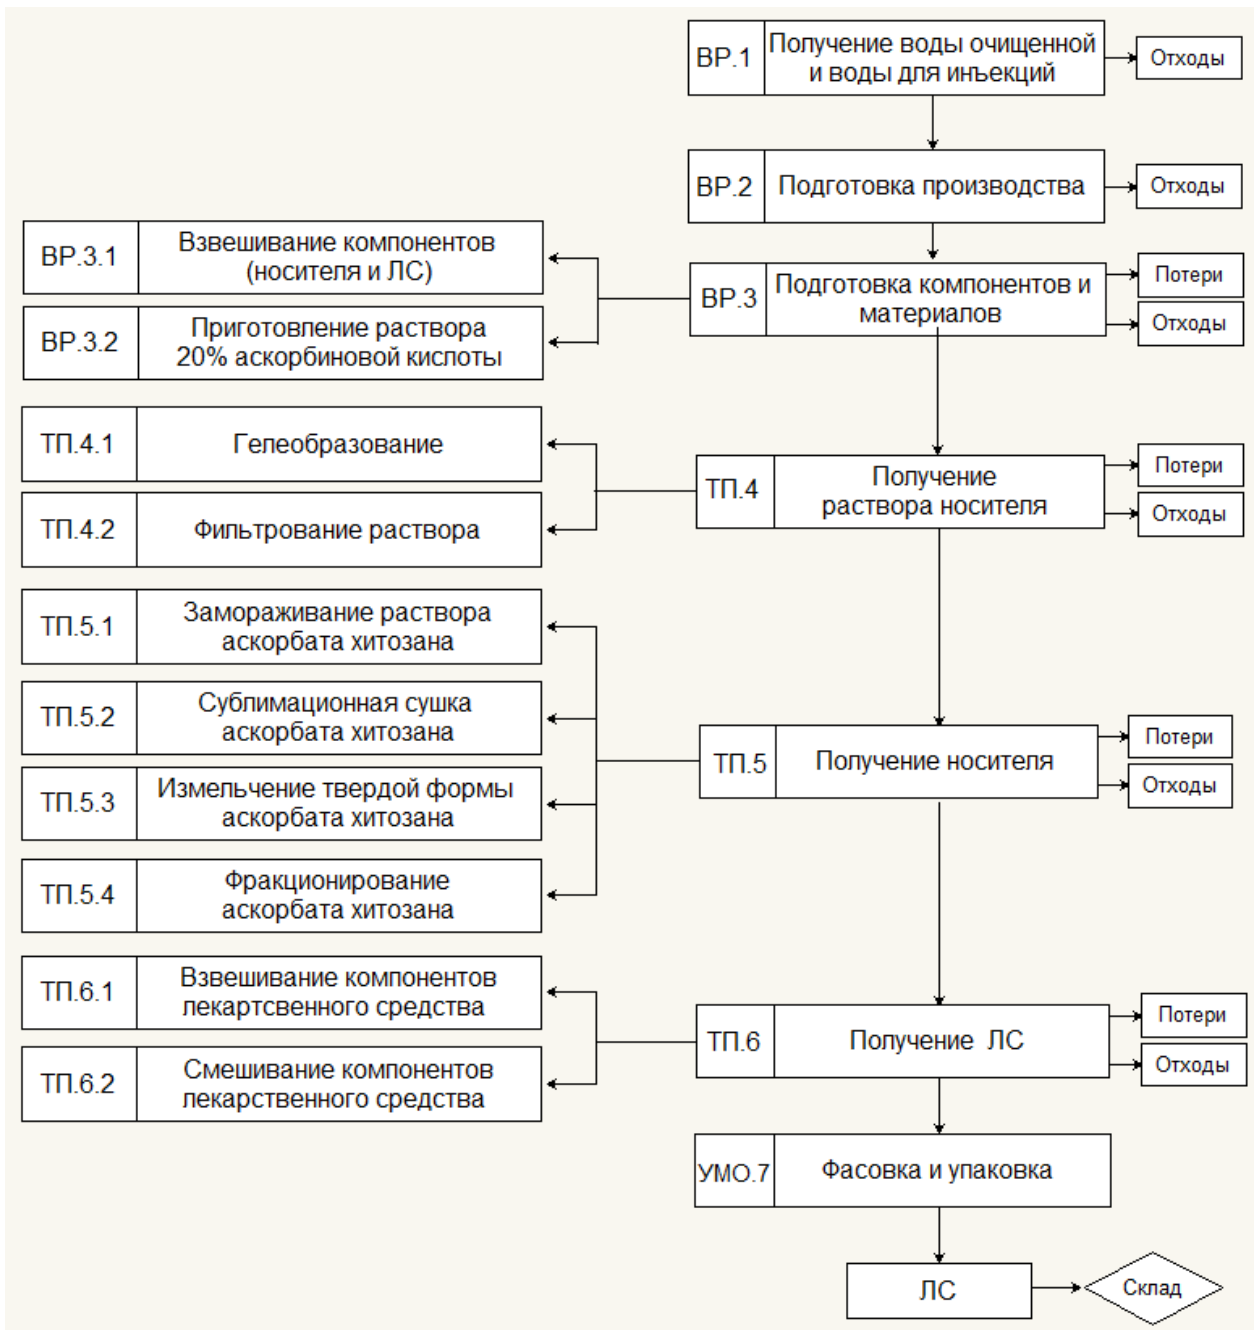 ВР.1
Получение воды очищенной
и воды для инъекций
Отходы
ВР.2
Подготовка производства
Отходы
ВР.3.1
Взвешивание компонентов
(носителя и ЛС)
ВР.3.2
Приготовление раствора
20% аскорбиновой кислоты
ВР.3
Подготовка компонентов и
материалов
Потери
Отходы
ТП.4.1
Гелеобразование
ТП.4.2
Фильтрование раствора
ТП.4
Получение
раствора носителя
Потери
Отходы
ТП.5.1
Замораживание раствора
аскорбата хитозана
ТП.5.2
Сублимационная сушка
аскорбата хитозана
ТП.5.3
Измельчение твердой формы
аскорбата хитозана
ТП.5.4
Фракционирование
аскорбата хитозана
ТП.5
Получение носителя
Потери
Отходы
ТП.6.1
Взвешивание компонентов
лекартсвенного средства
ТП.6.2
Смешивание компонентов
лекарственного средства
ТП.6
Получение ЛС
Потери
Отходы
УМО.7
Фасовка и упаковка
ЛС
Склад